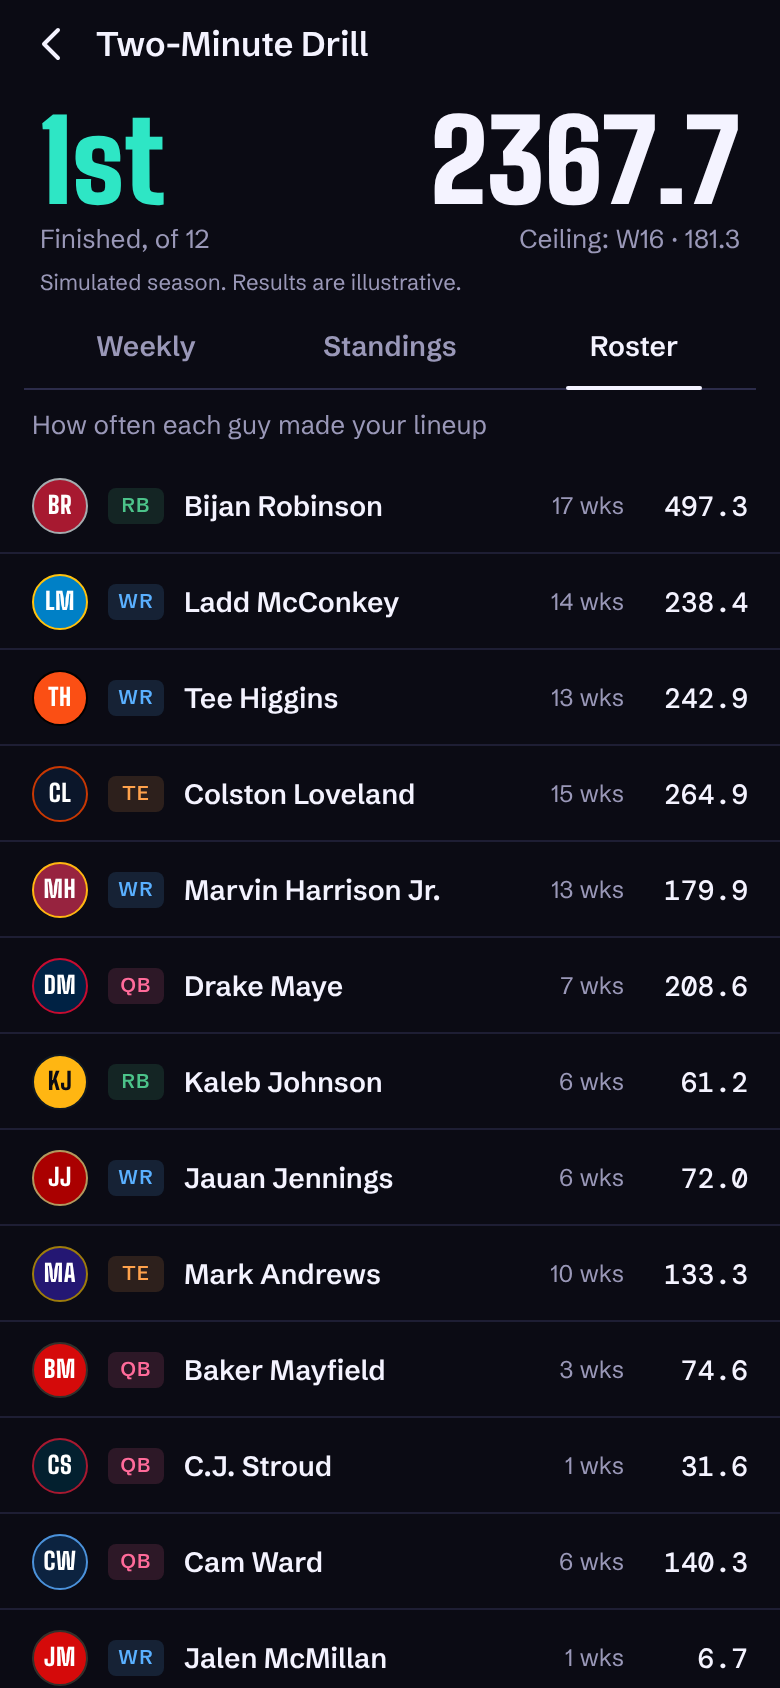 Two-Minute Drill
1st 2367.7
Finished, of 12 Ceiling: W16 · 181.3
Simulated season. Results are illustrative.
Weekly Standings Roster
How often each guy made your lineup
BR RB Bijan Robinson 17 wks 497.3
LM WR Ladd McConkey 14 wks 238.4
TH WR Tee Higgins 13 wks 242.9
CL TE Colston Loveland 15 wks 264.9
MH WR Marvin Harrison Jr. 13 wks 179.9
DM QB Drake Maye 7 wks 208.6
KJ RB Kaleb Johnson 6 wks 61.2
JJ WR Jauan Jennings 6 wks 72.0
MA TE Mark Andrews 10 wks 133.3
BM QB Baker Mayfield 3 wks 74.6
CS QB C.J. Stroud 1 wks 31.6
CW QB Cam Ward 6 wks 140.3
JM WR Jalen McMillan 1 wks 6.7